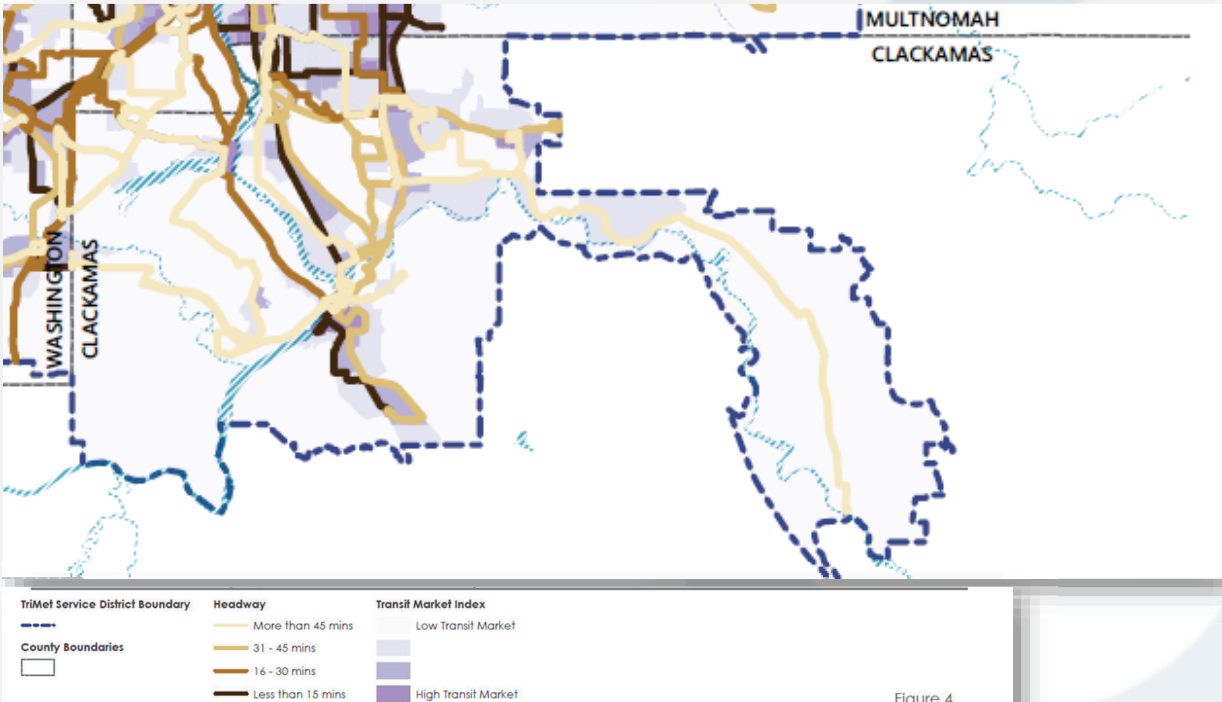 MULTNOMAH
CLACKAMAS
WASHINGTON
CLACKAMAS
TriMet Service District Boundary
County Boundaries
Headway
More than 45 mins
31 - 45 mins
16 - 30 mins
Less than 15 mins
Transit Market Index
Low Transit Market
High Transit Market
Figure 4